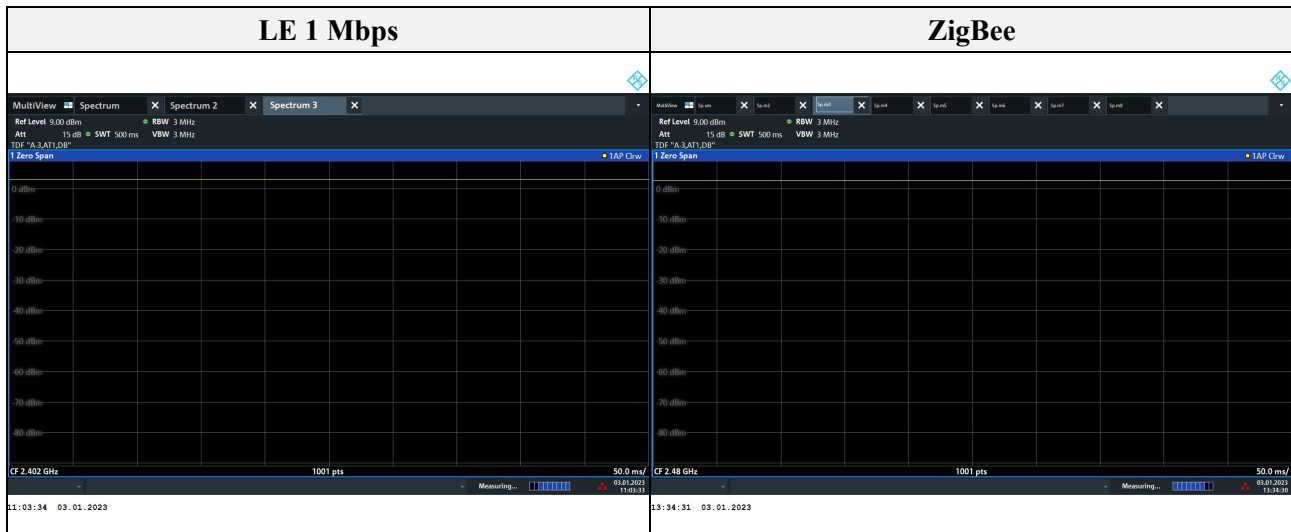 LE 1 Mbps
ZigBee
MultiView Spectrum Spectrum 2 Spectrum 3
Ref Level 9.00 dBm RBW 3 MHz
Att 15 dB SWT 500 ms VBW 3 MHz
TDF "A-3,AT1,DB"
1 Zero Span 1AP Clrw
0 dBm
-10 dBm
-20 dBm
-30 dBm
-40 dBm
-50 dBm
-60 dBm
-70 dBm
-80 dBm
CF 2.402 GHz 1001 pts 50.0 ms/
Measuring... 03.01.2023
11:03:33
11:03:34 03.01.2023
MultiView
Ref Level 9.00 dBm RBW 3 MHz
Att 15 dB SWT 500 ms VBW 3 MHz
TDF "A-3,AT1,DB"
1 Zero Span 1AP Clrw
0 dBm
-10 dBm
-20 dBm
-30 dBm
-40 dBm
-50 dBm
-60 dBm
-70 dBm
-80 dBm
CF 2.48 GHz 1001 pts 50.0 ms/
Measuring... 03.01.2023
13:34:30
13:34:31 03.01.2023